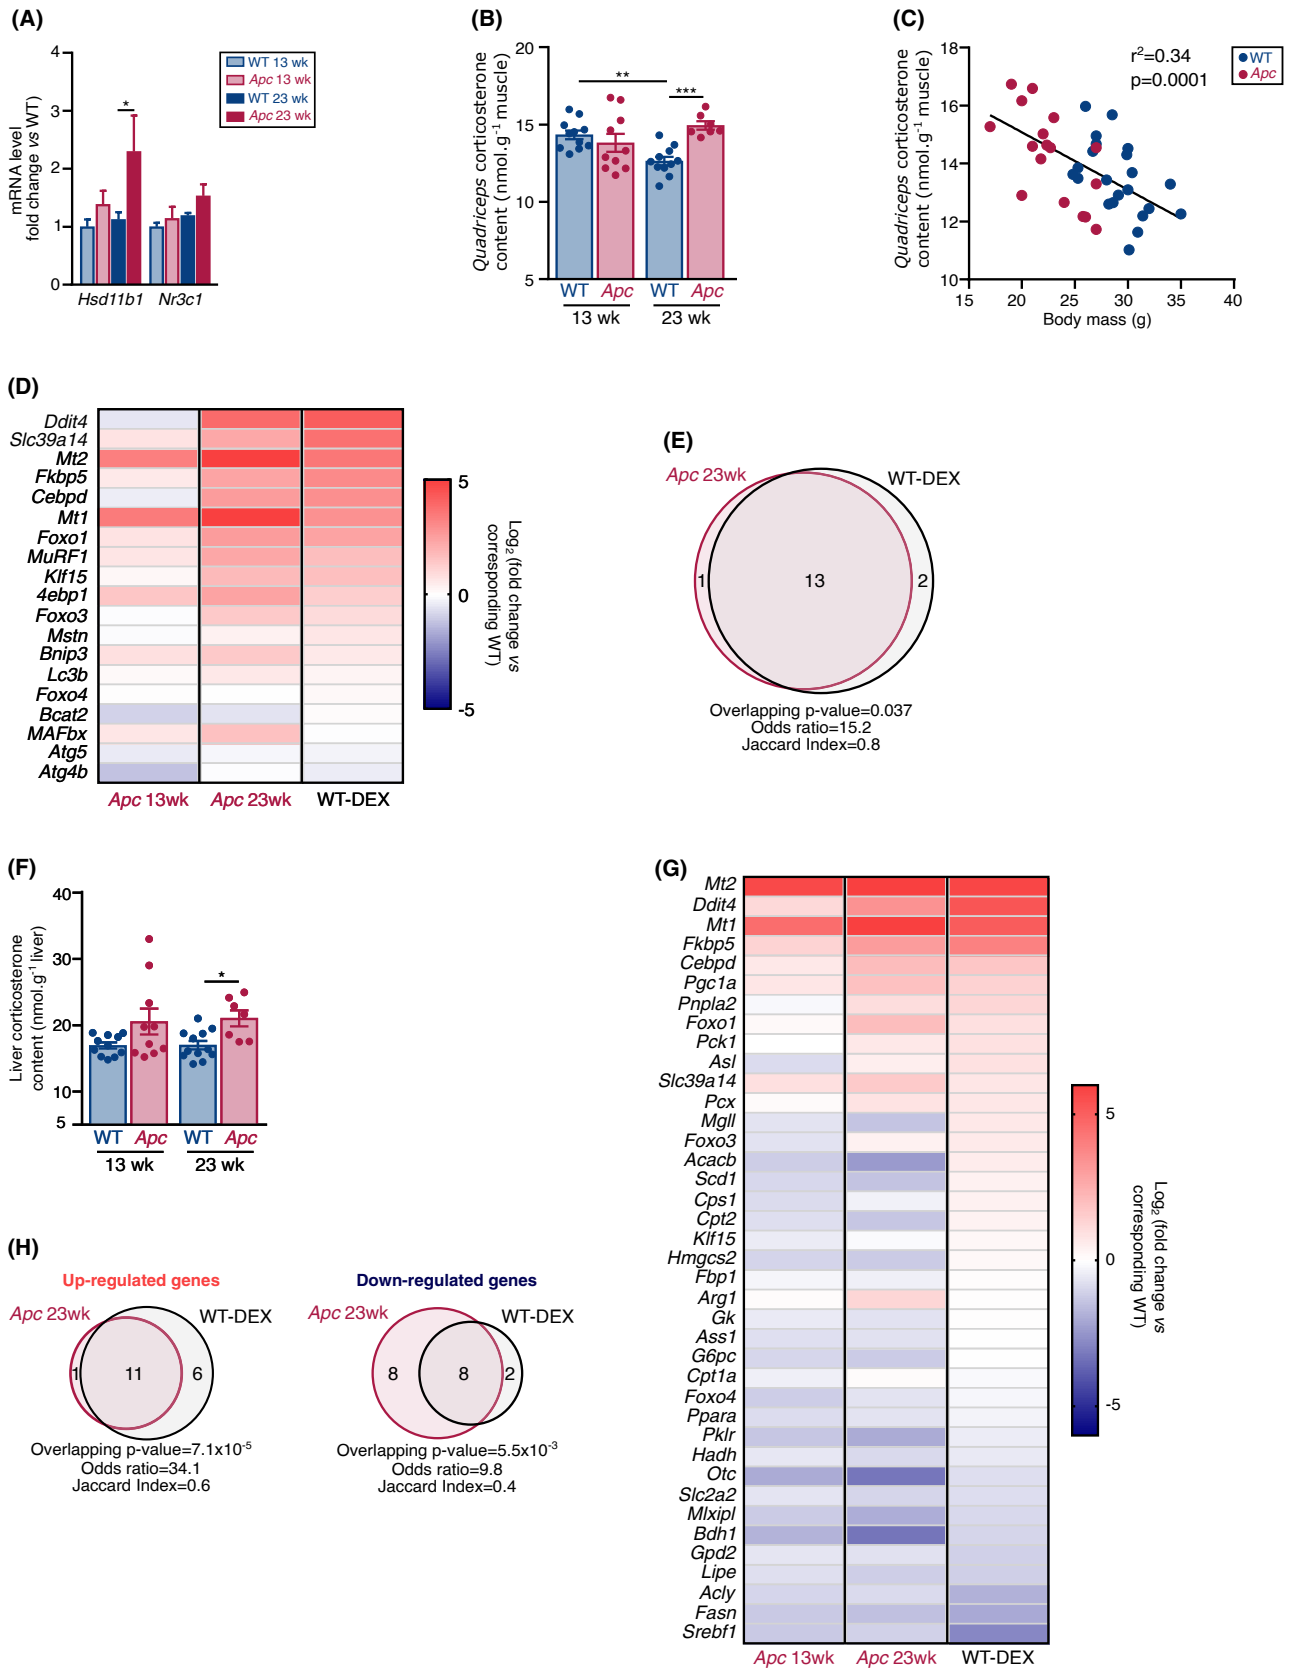 (A)
mRNA level
fold change vs WT)
4
3
2
1
0
*
Hsd11b1 Nr3c1
WT 13 wk
Apc 13 wk
WT 23 wk
Apc 23 wk
(B)
Quadriceps corticosterone
content (nmol.g⁻¹ muscle)
20
15
10
5
**
***
WT Apc WT Apc
13 wk 23 wk
(C)
Quadriceps corticosterone
content (nmol.g⁻¹ muscle)
18
16
14
12
10
r²=0.34
p=0.0001
WT
Apc
15 20 25 30 35 40
Body mass (g)
(D)
Ddit4
Slc39a14
Mt2
Fkbp5
Cebpd
Mt1
Foxo1
MuRF1
Klf15
4ebp1
Foxo3
Mstn
Bnip3
Lc3b
Foxo4
Bcat2
MAFbx
Atg5
Atg4b
Apc 13wk Apc 23wk WT-DEX
5
0
-5
Log₂ (fold change vs
corresponding WT)
(E)
Apc 23wk WT-DEX
1 13 2
Overlapping p-value=0.037
Odds ratio=15.2
Jaccard Index=0.8
(F)
Liver corticosterone
content (nmol.g⁻¹ liver)
40
30
20
10
5
*
WT Apc WT Apc
13 wk 23 wk
(G)
Mt2
Ddit4
Mt1
Fkbp5
Cebpd
Pgc1a
Pnpla2
Foxo1
Pck1
Asl
Slc39a14
Pcx
Mgll
Foxo3
Acacb
Scd1
Cps1
Cpt2
Klf15
Hmgcs2
Fbp1
Arg1
Gk
Ass1
G6pc
Cpt1a
Foxo4
Ppara
Pklr
Hadh
Otc
Slc2a2
Mlxipl
Bdh1
Gpd2
Lipe
Acly
Fasn
Srebf1
Apc 13wk Apc 23wk WT-DEX
5
0
-5
Log₂ (fold change vs
corresponding WT)
(H)
Up-regulated genes
Apc 23wk WT-DEX
1 11 6
Overlapping p-value=7.1x10⁻⁵
Odds ratio=34.1
Jaccard Index=0.6
Down-regulated genes
Apc 23wk WT-DEX
8 8 2
Overlapping p-value=5.5x10⁻³
Odds ratio=9.8
Jaccard Index=0.4